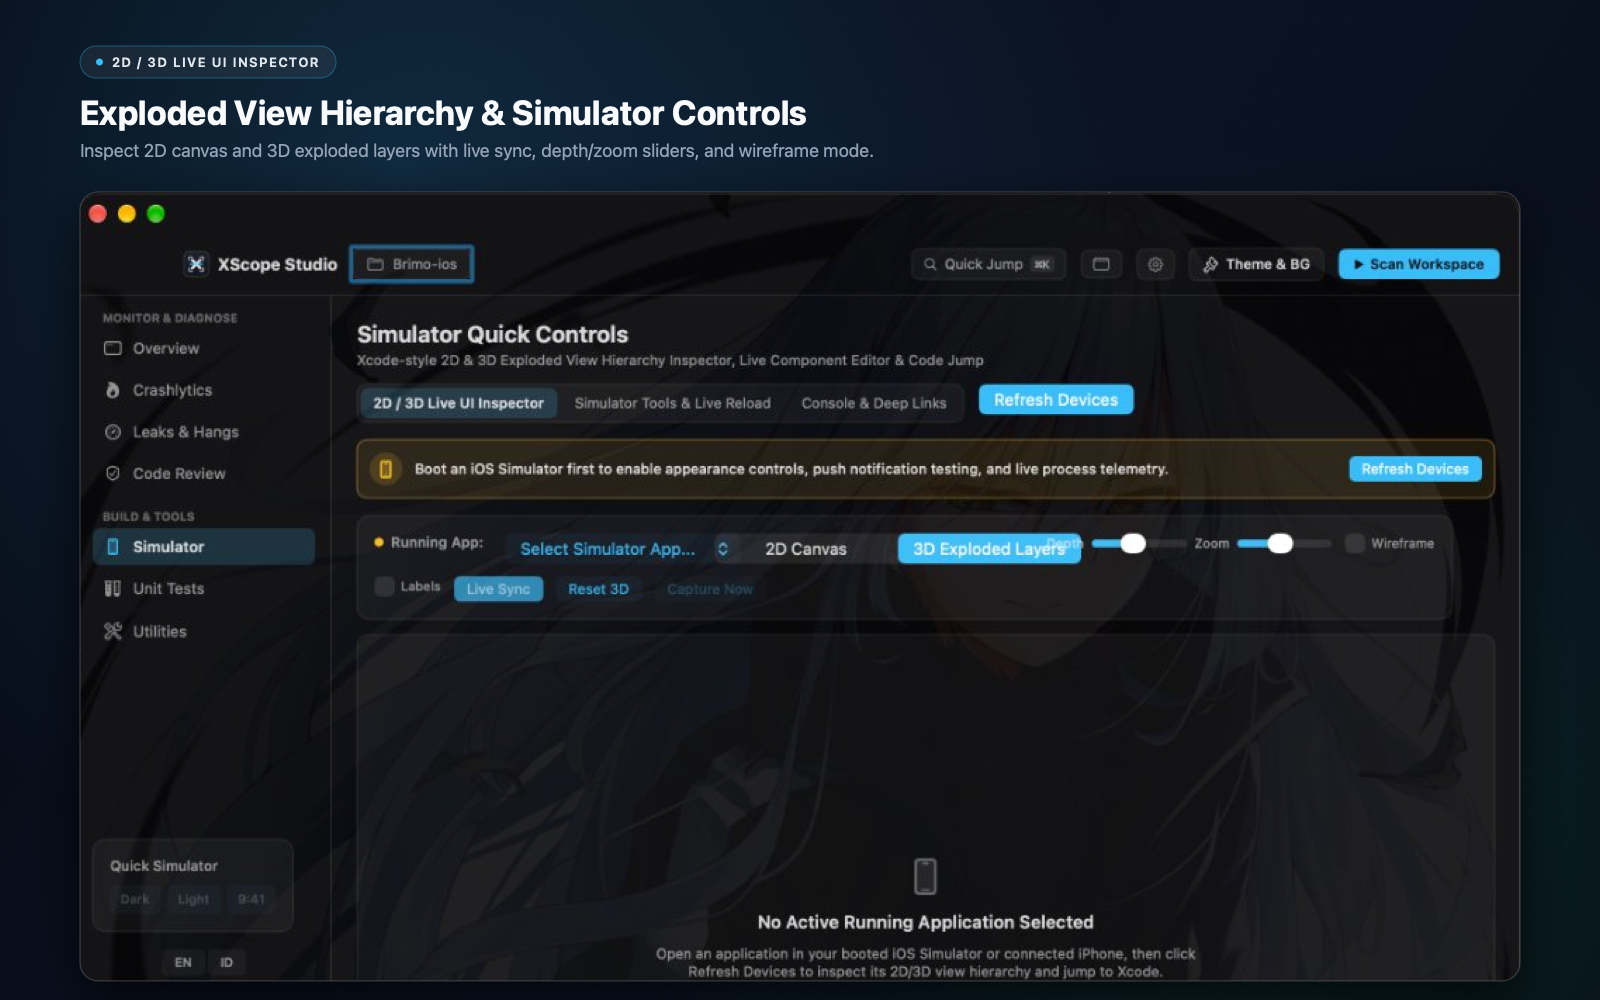 2D / 3D LIVE UI INSPECTOR
Exploded View Hierarchy & Simulator Controls
Inspect 2D canvas and 3D exploded layers with live sync, depth/zoom sliders, and wireframe mode.
XScope Studio
Brimo-ios
Quick Jump ⌘K
Theme & BG
Scan Workspace
MONITOR & DIAGNOSE
Overview
Crashlytics
Leaks & Hangs
Code Review
BUILD & TOOLS
Simulator
Unit Tests
Utilities
Quick Simulator
Dark Light 9:41
EN ID
Simulator Quick Controls
Xcode-style 2D & 3D Exploded View Hierarchy Inspector, Live Component Editor & Code Jump
2D / 3D Live UI Inspector Simulator Tools & Live Reload Console & Deep Links Refresh Devices
Boot an iOS Simulator first to enable appearance controls, push notification testing, and live process telemetry. Refresh Devices
Running App: Select Simulator App... 2D Canvas 3D Exploded Layers Depth Zoom Wireframe
Labels Live Sync Reset 3D Capture Now
No Active Running Application Selected
Open an application in your booted iOS Simulator or connected iPhone, then click
Refresh Devices to inspect its 2D/3D view hierarchy and jump to Xcode.